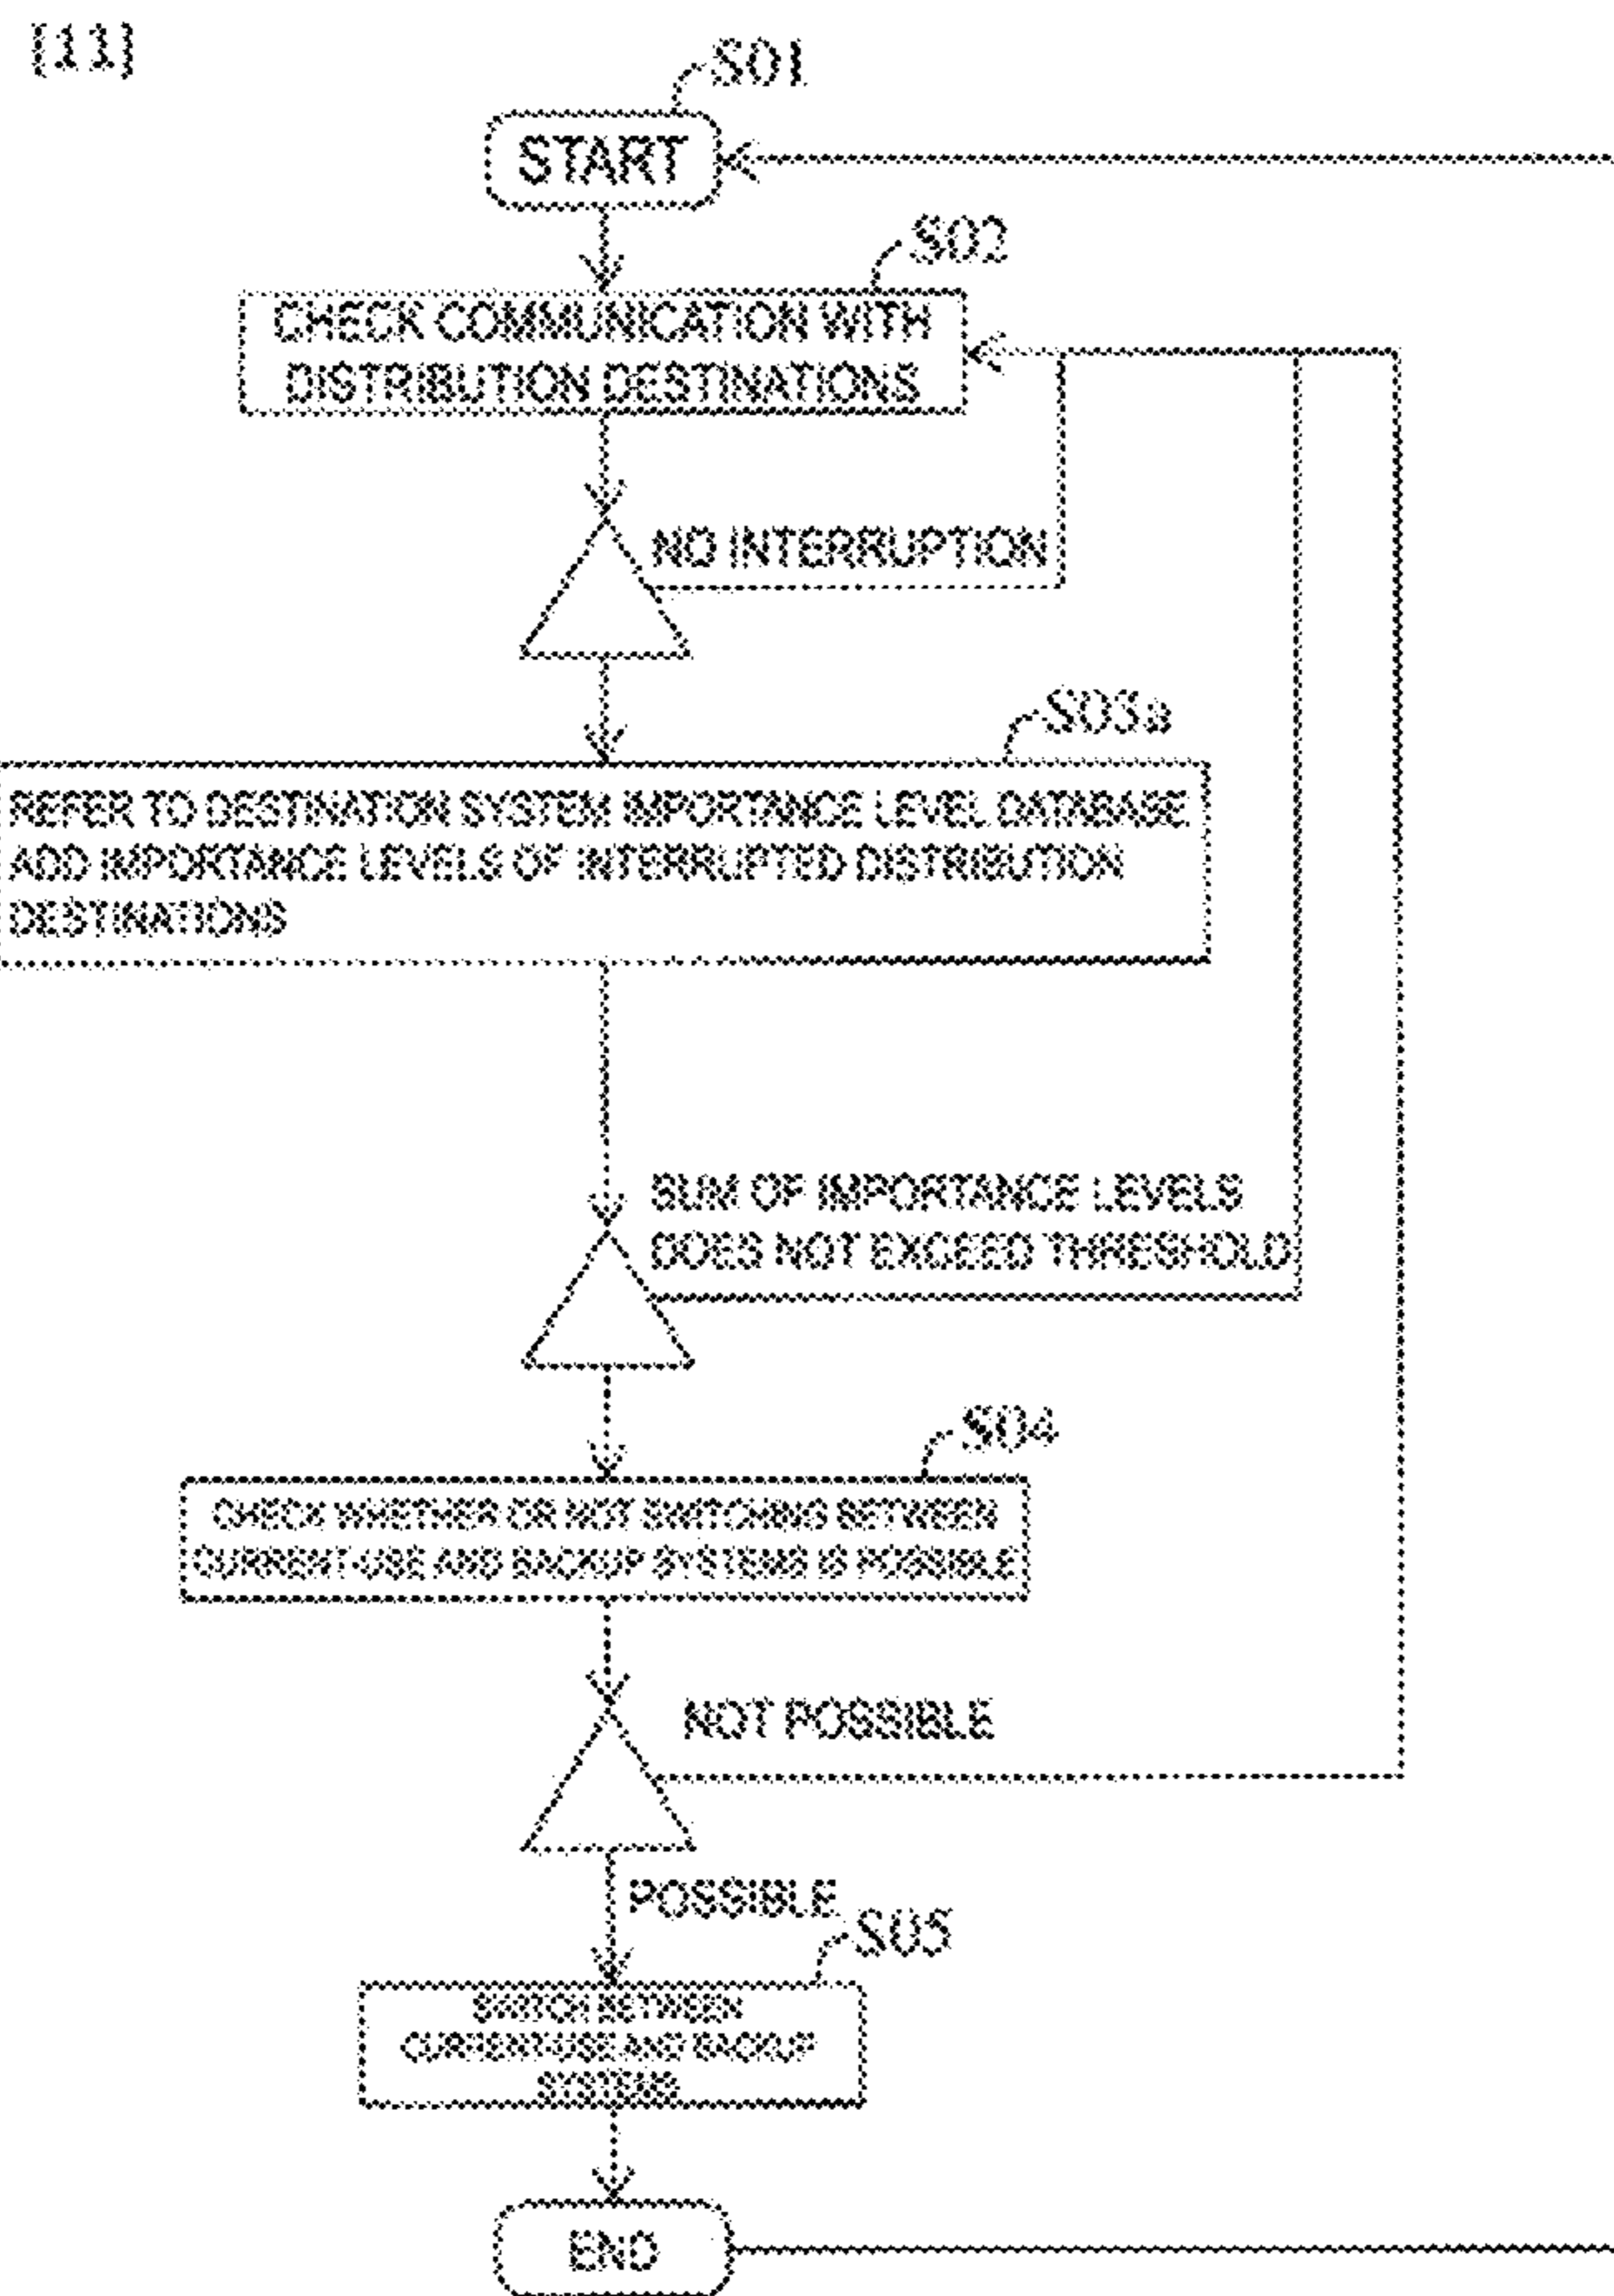 [11]
S01
START
S02
CHECK COMMUNICATION WITH
DISTRIBUTION DESTINATIONS
NO INTERRUPTION
S03a
REFER TO DESTINATION SYSTEM IMPORTANCE LEVEL DATABASE
ADD IMPORTANCE LEVELS OF INTERRUPTED DISTRIBUTION
DESTINATIONS
SUM OF IMPORTANCE LEVELS
DOES NOT EXCEED THRESHOLD
S04
CHECK WHETHER OR NOT SWITCHING BETWEEN
CURRENT-USE AND BACKUP SYSTEMS IS POSSIBLE
NOT POSSIBLE
POSSIBLE
S05
SWITCH BETWEEN
CURRENT-USE AND BACKUP
SYSTEMS
END